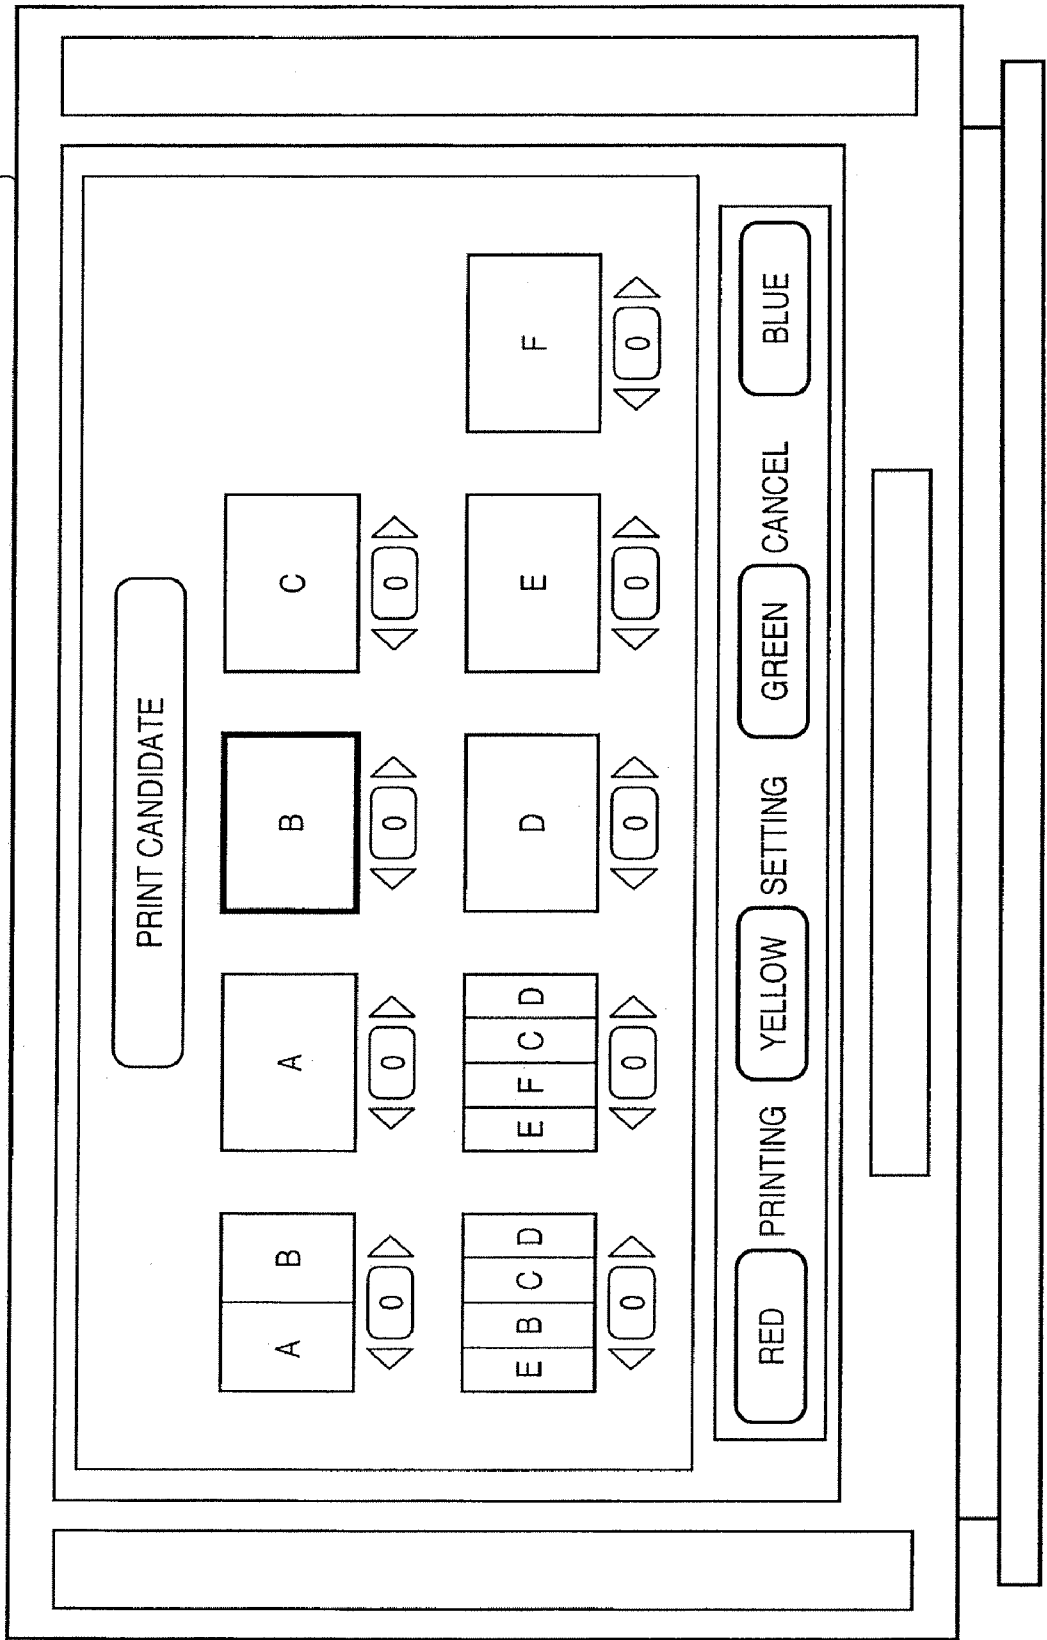 PRINT CANDIDATE
A B
A
B
C
0
0
0
0
E B C D
E F C D
D
E
F
0
0
0
0
0
RED PRINTING YELLOW SETTING GREEN CANCEL BLUE